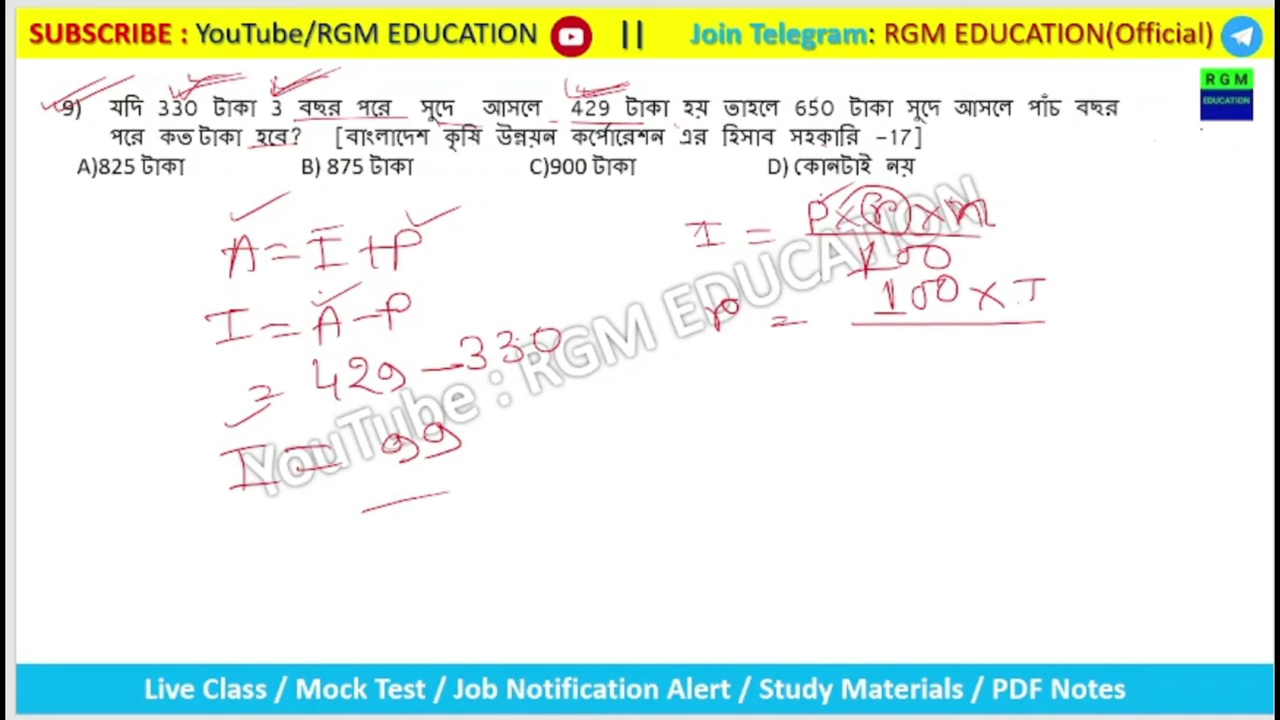 SUBSCRIBE : YouTube/RGM EDUCATION || Join Telegram: RGM EDUCATION(Official)
RGM
EDUCATION
9) যদি 330 টাকা 3 বছর পরে সুদে আসলে 429 টাকা হয় তাহলে 650 টাকা সুদে আসলে পাঁচ বছর
পরে কত টাকা হবে? [বাংলাদেশ কৃষি উন্নয়ন কর্পোরেশন এর হিসাব সহকারি -17]
A)825 টাকা B) 875 টাকা C)900 টাকা D) কোনটাই নয়
A = I + P
I = A - P
= 429 - 330
I = 99
I = P × r × n
100
r = 100 × I
YouTube : RGM EDUCATION
Live Class / Mock Test / Job Notification Alert / Study Materials / PDF Notes